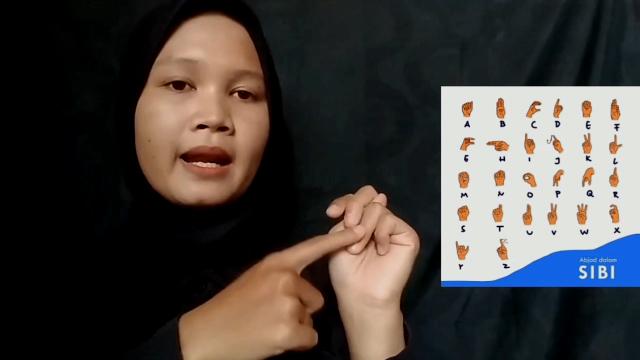 A B C D E F
G H I J K L
M N O P Q R
S T U V W X
Y Z
Abjad dalam
SIBI